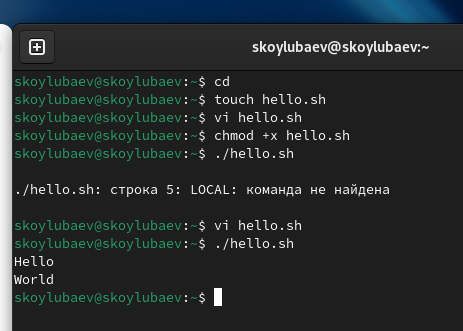 skoylubaev@skoylubaev:~
skoylubaev@skoylubaev:~$ cd
skoylubaev@skoylubaev:~$ touch hello.sh
skoylubaev@skoylubaev:~$ vi hello.sh
skoylubaev@skoylubaev:~$ chmod +x hello.sh
skoylubaev@skoylubaev:~$ ./hello.sh
./hello.sh: строка 5: LOCAL: команда не найдена
skoylubaev@skoylubaev:~$ vi hello.sh
skoylubaev@skoylubaev:~$ ./hello.sh
Hello
World
skoylubaev@skoylubaev:~$